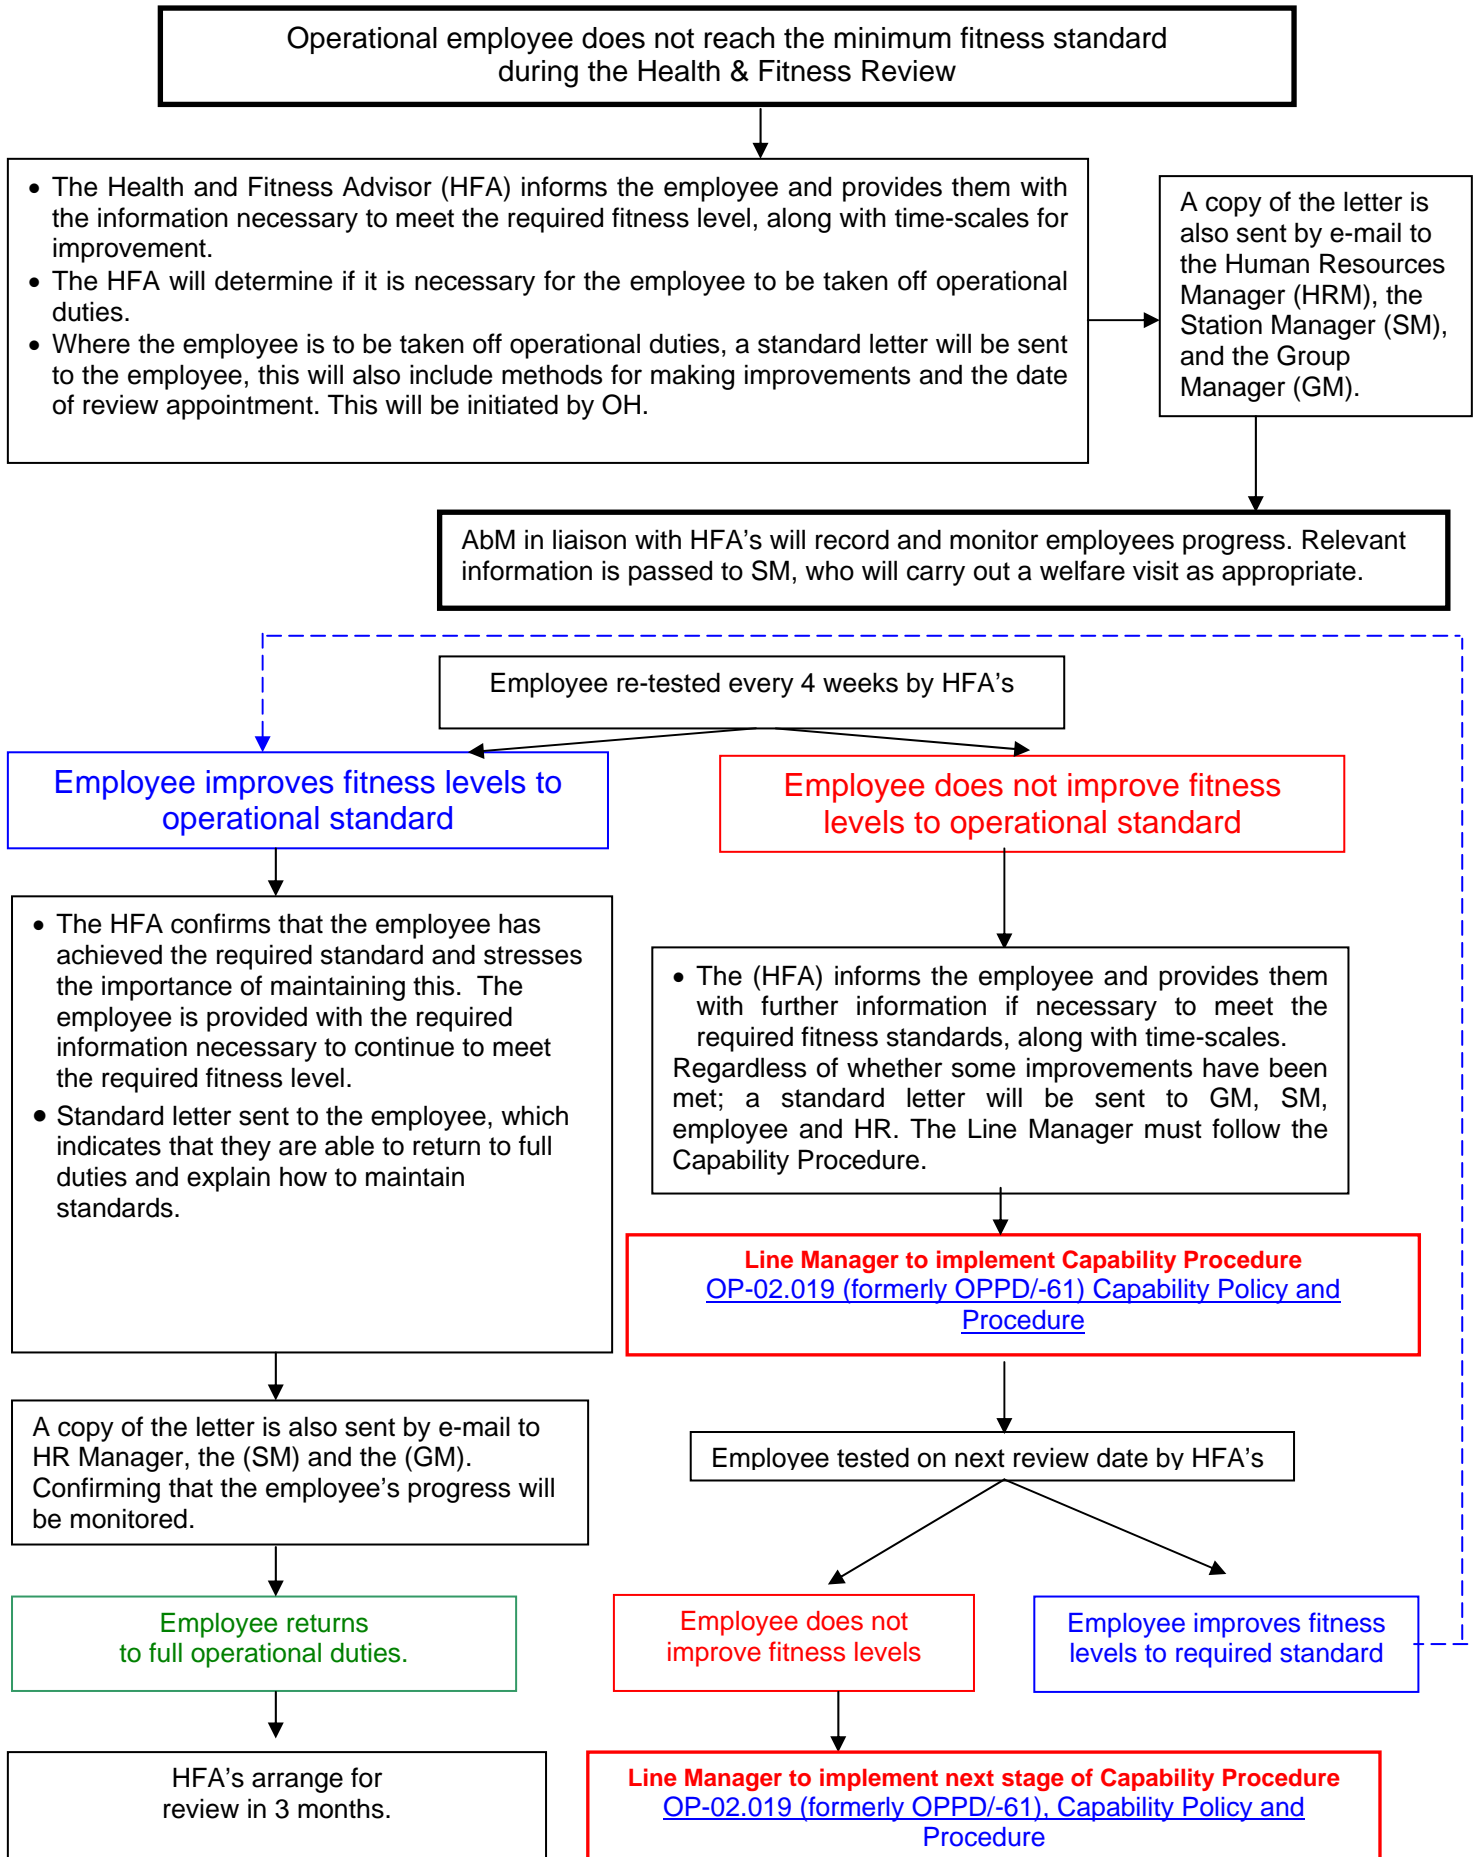 Operational employee does not reach the minimum fitness standard
during the Health & Fitness Review
• The Health and Fitness Advisor (HFA) informs the employee and provides them with
the information necessary to meet the required fitness level, along with time-scales for
improvement.
• The HFA will determine if it is necessary for the employee to be taken off operational
duties.
• Where the employee is to be taken off operational duties, a standard letter will be sent
to the employee, this will also include methods for making improvements and the date
of review appointment. This will be initiated by OH.
A copy of the letter is
also sent by e-mail to
the Human Resources
Manager (HRM), the
Station Manager (SM),
and the Group
Manager (GM).
AbM in liaison with HFA's will record and monitor employees progress. Relevant
information is passed to SM, who will carry out a welfare visit as appropriate.
Employee re-tested every 4 weeks by HFA's
Employee improves fitness levels to
operational standard
Employee does not improve fitness
levels to operational standard
• The HFA confirms that the employee has
achieved the required standard and stresses
the importance of maintaining this. The
employee is provided with the required
information necessary to continue to meet
the required fitness level.
• Standard letter sent to the employee, which
indicates that they are able to return to full
duties and explain how to maintain
standards.
• The (HFA) informs the employee and provides them
with further information if necessary to meet the
required fitness standards, along with time-scales.
Regardless of whether some improvements have been
met; a standard letter will be sent to GM, SM,
employee and HR. The Line Manager must follow the
Capability Procedure.
Line Manager to implement Capability Procedure
OP-02.019 (formerly OPPD/-61) Capability Policy and
Procedure
A copy of the letter is also sent by e-mail to
HR Manager, the (SM) and the (GM).
Confirming that the employee's progress will
be monitored.
Employee tested on next review date by HFA's
Employee returns
to full operational duties.
Employee does not
improve fitness levels
Employee improves fitness
levels to required standard
HFA's arrange for
review in 3 months.
Line Manager to implement next stage of Capability Procedure
OP-02.019 (formerly OPPD/-61), Capability Policy and
Procedure